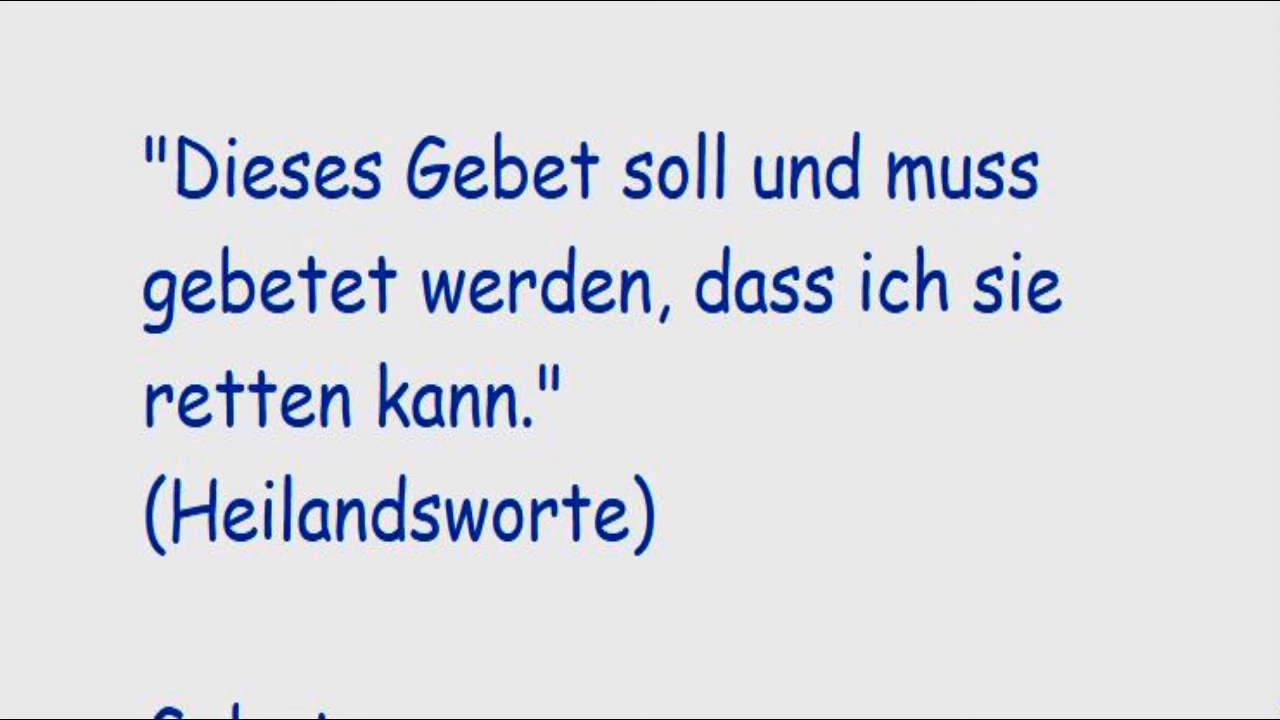 "Dieses Gebet soll und muss
gebetet werden, dass ich sie
retten kann."
(Heilandsworte)